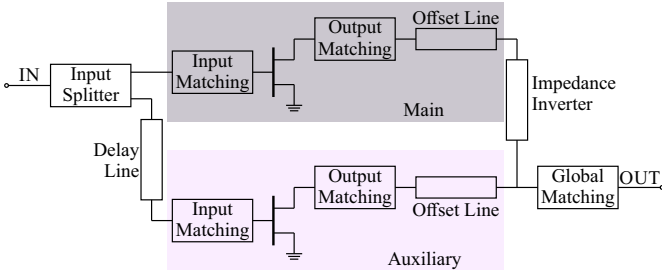 IN
Input
Splitter
Input
Matching
Output
Matching
Offset Line
Main
Impedance
Inverter
Delay
Line
Input
Matching
Output
Matching
Offset Line
Auxiliary
Global
Matching
OUT